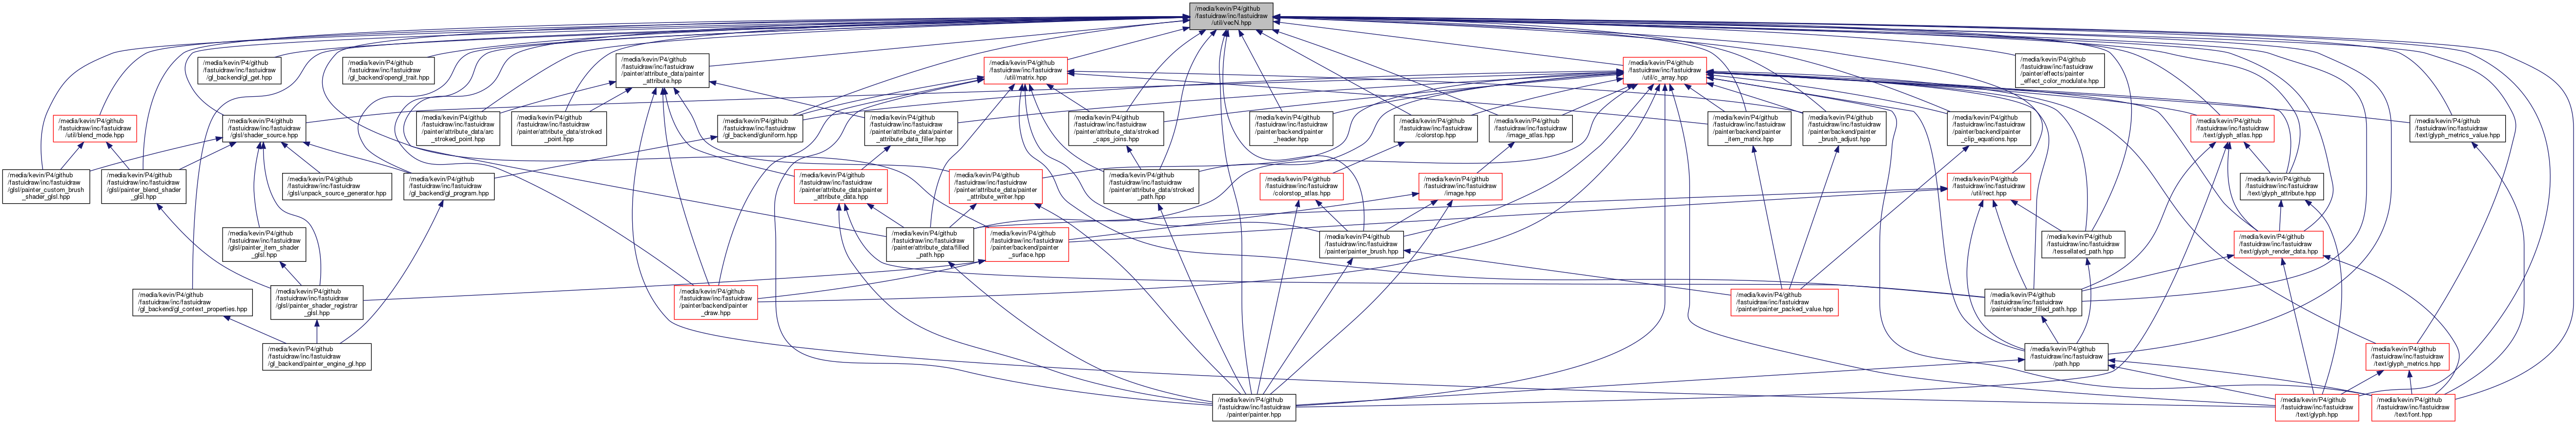 /media/kevin/P4/github
/fastuidraw/inc/fastuidraw
/util/vecN.hpp
/media/kevin/P4/github
/fastuidraw/inc/fastuidraw
/gl_backend/gl_get.hpp
/media/kevin/P4/github
/fastuidraw/inc/fastuidraw
/gl_backend/opengl_trait.hpp
/media/kevin/P4/github
/fastuidraw/inc/fastuidraw
/painter/attribute_data/painter
_attribute.hpp
/media/kevin/P4/github
/fastuidraw/inc/fastuidraw
/util/matrix.hpp
/media/kevin/P4/github
/fastuidraw/inc/fastuidraw
/util/c_array.hpp
/media/kevin/P4/github
/fastuidraw/inc/fastuidraw
/painter/effects/painter
_effect_color_modulate.hpp
/media/kevin/P4/github
/fastuidraw/inc/fastuidraw
/util/blend_mode.hpp
/media/kevin/P4/github
/fastuidraw/inc/fastuidraw
/glsl/shader_source.hpp
/media/kevin/P4/github
/fastuidraw/inc/fastuidraw
/painter/attribute_data/arc
_stroked_point.hpp
/media/kevin/P4/github
/fastuidraw/inc/fastuidraw
/painter/attribute_data/stroked
_point.hpp
/media/kevin/P4/github
/fastuidraw/inc/fastuidraw
/gl_backend/gluniform.hpp
/media/kevin/P4/github
/fastuidraw/inc/fastuidraw
/painter/attribute_data/painter
_attribute_data_filler.hpp
/media/kevin/P4/github
/fastuidraw/inc/fastuidraw
/painter/attribute_data/stroked
_caps_joins.hpp
/media/kevin/P4/github
/fastuidraw/inc/fastuidraw
/painter/backend/painter
_header.hpp
/media/kevin/P4/github
/fastuidraw/inc/fastuidraw
/colorstop.hpp
/media/kevin/P4/github
/fastuidraw/inc/fastuidraw
/image_atlas.hpp
/media/kevin/P4/github
/fastuidraw/inc/fastuidraw
/painter/backend/painter
_item_matrix.hpp
/media/kevin/P4/github
/fastuidraw/inc/fastuidraw
/painter/backend/painter
_brush_adjust.hpp
/media/kevin/P4/github
/fastuidraw/inc/fastuidraw
/painter/backend/painter
_clip_equations.hpp
/media/kevin/P4/github
/fastuidraw/inc/fastuidraw
/text/glyph_atlas.hpp
/media/kevin/P4/github
/fastuidraw/inc/fastuidraw
/text/glyph_metrics_value.hpp
/media/kevin/P4/github
/fastuidraw/inc/fastuidraw
/glsl/painter_custom_brush
_shader_glsl.hpp
/media/kevin/P4/github
/fastuidraw/inc/fastuidraw
/glsl/painter_blend_shader
_glsl.hpp
/media/kevin/P4/github
/fastuidraw/inc/fastuidraw
/glsl/unpack_source_generator.hpp
/media/kevin/P4/github
/fastuidraw/inc/fastuidraw
/gl_backend/gl_program.hpp
/media/kevin/P4/github
/fastuidraw/inc/fastuidraw
/painter/attribute_data/painter
_attribute_data.hpp
/media/kevin/P4/github
/fastuidraw/inc/fastuidraw
/painter/attribute_data/painter
_attribute_writer.hpp
/media/kevin/P4/github
/fastuidraw/inc/fastuidraw
/painter/attribute_data/stroked
_path.hpp
/media/kevin/P4/github
/fastuidraw/inc/fastuidraw
/colorstop_atlas.hpp
/media/kevin/P4/github
/fastuidraw/inc/fastuidraw
/image.hpp
/media/kevin/P4/github
/fastuidraw/inc/fastuidraw
/util/rect.hpp
/media/kevin/P4/github
/fastuidraw/inc/fastuidraw
/text/glyph_attribute.hpp
/media/kevin/P4/github
/fastuidraw/inc/fastuidraw
/glsl/painter_item_shader
_glsl.hpp
/media/kevin/P4/github
/fastuidraw/inc/fastuidraw
/painter/attribute_data/filled
_path.hpp
/media/kevin/P4/github
/fastuidraw/inc/fastuidraw
/painter/backend/painter
_surface.hpp
/media/kevin/P4/github
/fastuidraw/inc/fastuidraw
/painter/painter_brush.hpp
/media/kevin/P4/github
/fastuidraw/inc/fastuidraw
/tessellated_path.hpp
/media/kevin/P4/github
/fastuidraw/inc/fastuidraw
/text/glyph_render_data.hpp
/media/kevin/P4/github
/fastuidraw/inc/fastuidraw
/gl_backend/gl_context_properties.hpp
/media/kevin/P4/github
/fastuidraw/inc/fastuidraw
/glsl/painter_shader_registrar
_glsl.hpp
/media/kevin/P4/github
/fastuidraw/inc/fastuidraw
/painter/backend/painter
_draw.hpp
/media/kevin/P4/github
/fastuidraw/inc/fastuidraw
/painter/painter_packed_value.hpp
/media/kevin/P4/github
/fastuidraw/inc/fastuidraw
/painter/shader_filled_path.hpp
/media/kevin/P4/github
/fastuidraw/inc/fastuidraw
/gl_backend/painter_engine_gl.hpp
/media/kevin/P4/github
/fastuidraw/inc/fastuidraw
/path.hpp
/media/kevin/P4/github
/fastuidraw/inc/fastuidraw
/text/glyph_metrics.hpp
/media/kevin/P4/github
/fastuidraw/inc/fastuidraw
/painter/painter.hpp
/media/kevin/P4/github
/fastuidraw/inc/fastuidraw
/text/glyph.hpp
/media/kevin/P4/github
/fastuidraw/inc/fastuidraw
/text/font.hpp